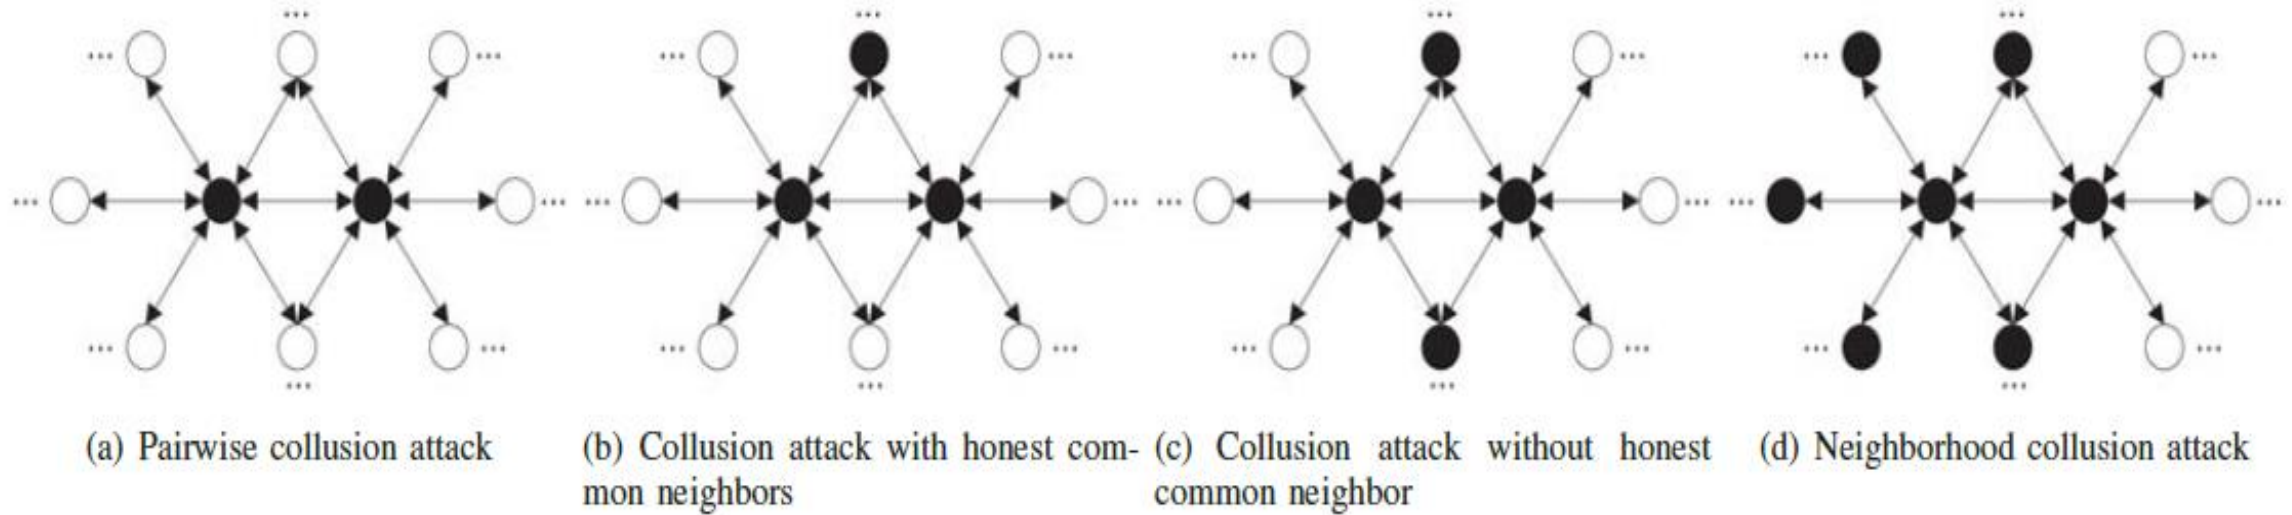 (a) Pairwise collusion attack
(b) Collusion attack with honest com-
mon neighbors
(c) Collusion attack without honest
common neighbor
(d) Neighborhood collusion attack